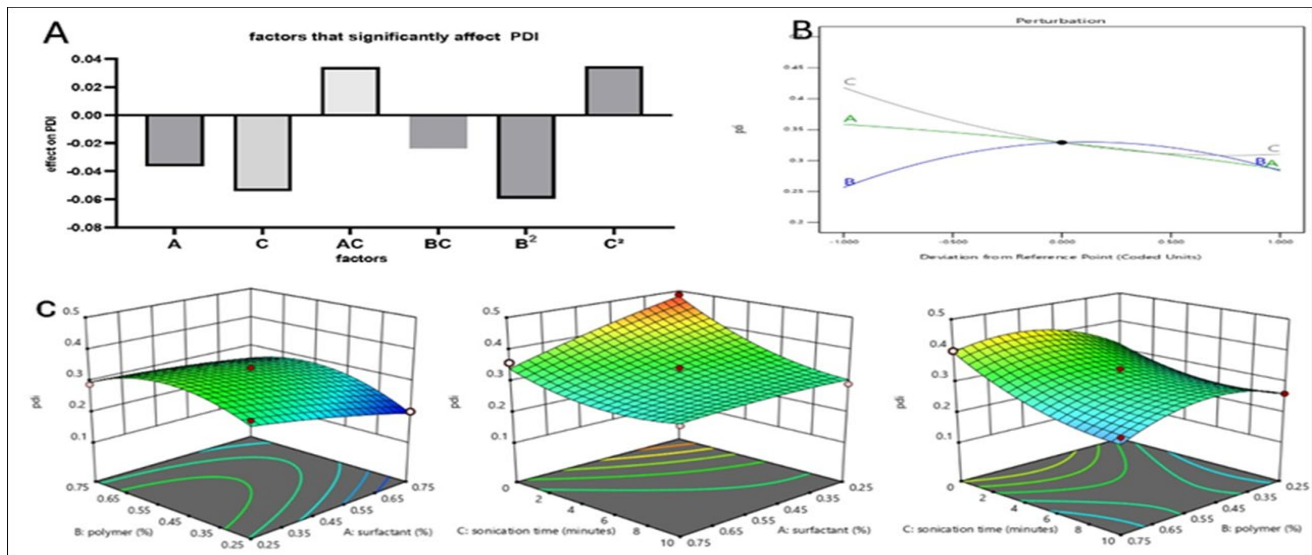 A
factors that significantly affect PDI
0.04
0.02
0.00
-0.02
-0.04
-0.06
-0.08
effect on PDI
A C AC BC B² C²
factors
B
Perturbation
0.45
0.4
0.35
0.3
0.25
0.2
pdi
C
A
B
C
B A
-1.000 -0.500 0.000 0.500 1.000
Deviation from Reference Point (Coded Units)
C
0.5
0.4
0.3
0.2
0.1
pdi
0.75 0.65 0.55 0.45 0.35 0.25
B: polymer (%)
0.25 0.35 0.45 0.55 0.65 0.75
A: surfactant (%)
0.5
0.4
0.3
0.2
0.1
pdi
0 2 4 6 8 10
C: sonication time (minutes)
0.75 0.65 0.55 0.45 0.35 0.25
A: surfactant (%)
0.5
0.4
0.3
0.2
0.1
pdi
0 2 4 6 8 10
C: sonication time (minutes)
0.75 0.65 0.55 0.45 0.35 0.25
B: polymer (%)